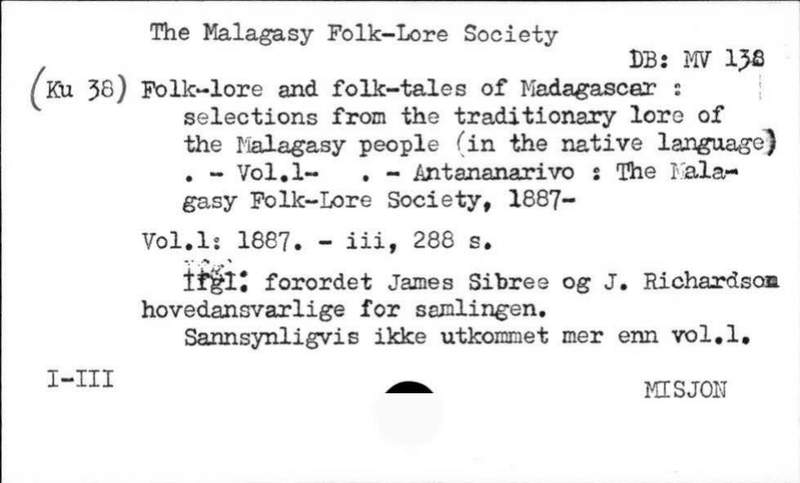 The Malagasy Folk-Lore Society
DB: MV 138
(Ku 38) Folk-lore and folk-tales of Madagascar :
selections from the traditionary lore of
the Malagasy people (in the native language)
. - Vol.1- . - Antananarivo : The Mala-
gasy Folk-Lore Society, 1887-
Vol.1: 1887. - iii, 288 s.
Ifgl: forordet James Sibree og J. Richardson
hovedansvarlige for samlingen.
Sannsynligvis ikke utkommet mer enn vol.1.
I-III
MISJON